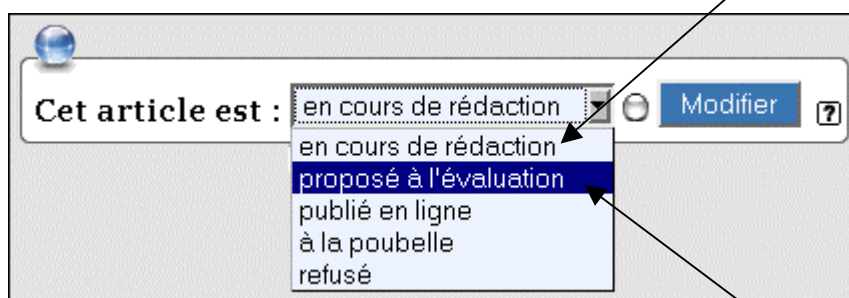 Cet article est : en cours de rédaction Modifier ?
en cours de rédaction
proposé à l'évaluation
publié en ligne
à la poubelle
refusé